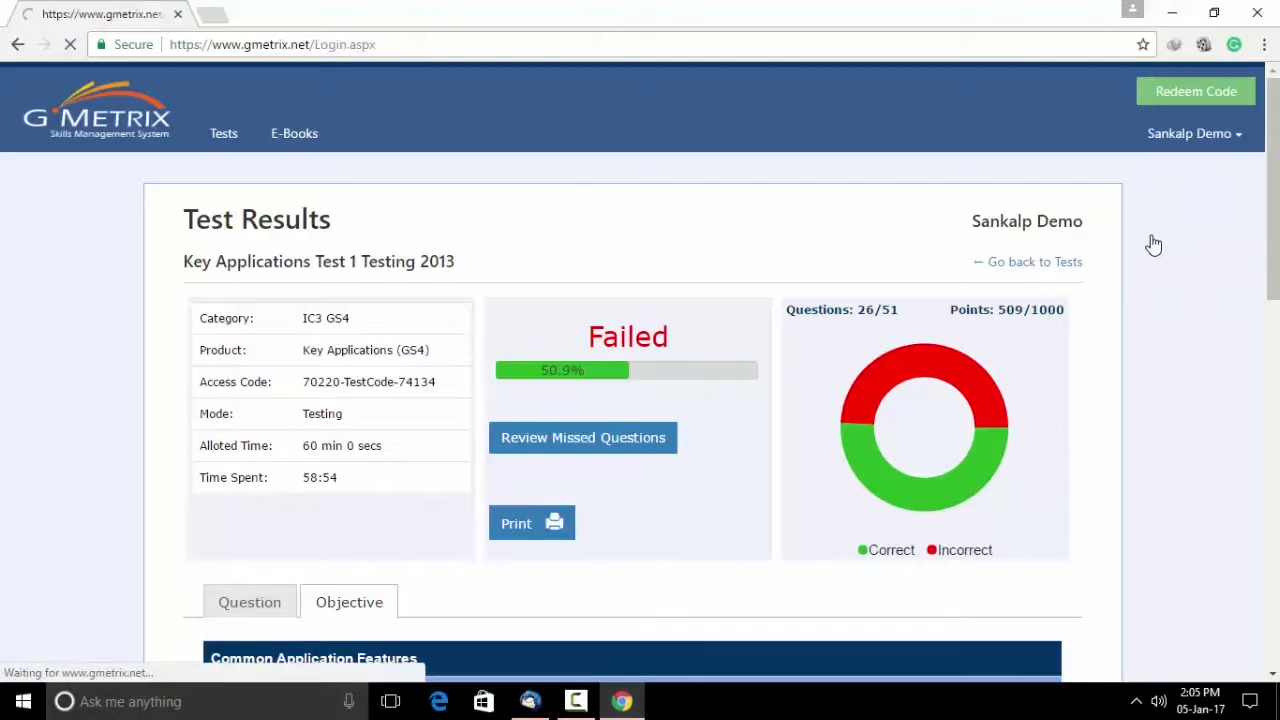 https://www.gmetrix.net
Secure https://www.gmetrix.net/Login.aspx
Redeem Code
G METRIX
Skills Management System
Tests E-Books Sankalp Demo
Test Results Sankalp Demo
Key Applications Test 1 Testing 2013 ← Go back to Tests
Category: IC3 GS4
Product: Key Applications (GS4)
Access Code: 70220-TestCode-74134
Mode: Testing
Alloted Time: 60 min 0 secs
Time Spent: 58:54
Failed
50.9%
Review Missed Questions
Print
Questions: 26/51 Points: 509/1000
Correct Incorrect
Question Objective
Common Application Features
Waiting for www.gmetrix.net...
Ask me anything
2:05 PM
05-Jan-17